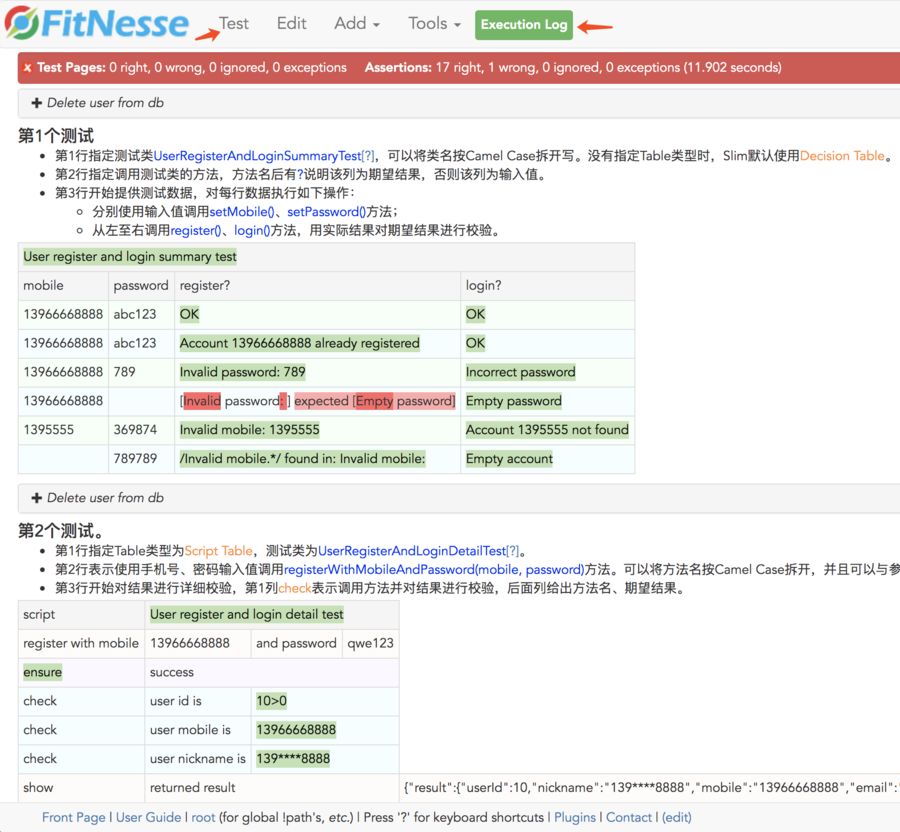 FitNesse Test Edit Add Tools Execution Log
Test Pages: 0 right, 0 wrong, 0 ignored, 0 exceptions Assertions: 17 right, 1 wrong, 0 ignored, 0 exceptions (11.902 seconds)
Delete user from db
第1个测试
第1行指定测试类UserRegisterAndLoginSummaryTest[?]，可以将类名按Camel Case拆开写。没有指定Table类型时，Slim默认使用Decision Table。
第2行指定调用测试类的方法，方法名后有?说明该列为期望结果，否则该列为输入值。
第3行开始提供测试数据，对每行数据执行如下操作：
分别使用输入值调用setMobile()、setPassword()方法；
从左至右调用register()、login()方法，用实际结果对期望结果进行校验。
User register and login summary test
mobile password register? login?
13966668888 abc123 OK OK
13966668888 abc123 Account 13966668888 already registered OK
13966668888 789 Invalid password: 789 Incorrect password
13966668888 [Invalid password: ] expected [Empty password] Empty password
1395555 369874 Invalid mobile: 1395555 Account 1395555 not found
789789 /Invalid mobile.*/ found in: Invalid mobile: Empty account
Delete user from db
第2个测试。
第1行指定Table类型为Script Table，测试类为UserRegisterAndLoginDetailTest[?]。
第2行表示使用手机号、密码输入值调用registerWithMobileAndPassword(mobile, password)方法。可以将方法名按Camel Case拆开，并且可以与参
第3行开始对结果进行详细校验，第1列check表示调用方法并对结果进行校验，后面列给出方法名、期望结果。
script User register and login detail test
register with mobile 13966668888 and password qwe123
ensure success
check user id is 10>0
check user mobile is 13966668888
check user nickname is 139****8888
show returned result {"result":{"userId":10,"nickname":"139****8888","mobile":"13966668888","email":"
Front Page | User Guide | root (for global !path's, etc.) | Press '?' for keyboard shortcuts | Plugins | Contact | (edit)